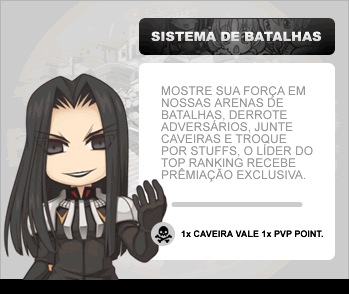 SISTEMA DE BATALHAS
MOSTRE SUA FORÇA EM
NOSSAS ARENAS DE
BATALHAS, DERROTE
ADVERSÁRIOS, JUNTE
CAVEIRAS E TROQUE
POR STUFFS, O LÍDER DO
TOP RANKING RECEBE
PRÊMIAÇÃO EXCLUSIVA.
1x CAVEIRA VALE 1x PVP POINT.